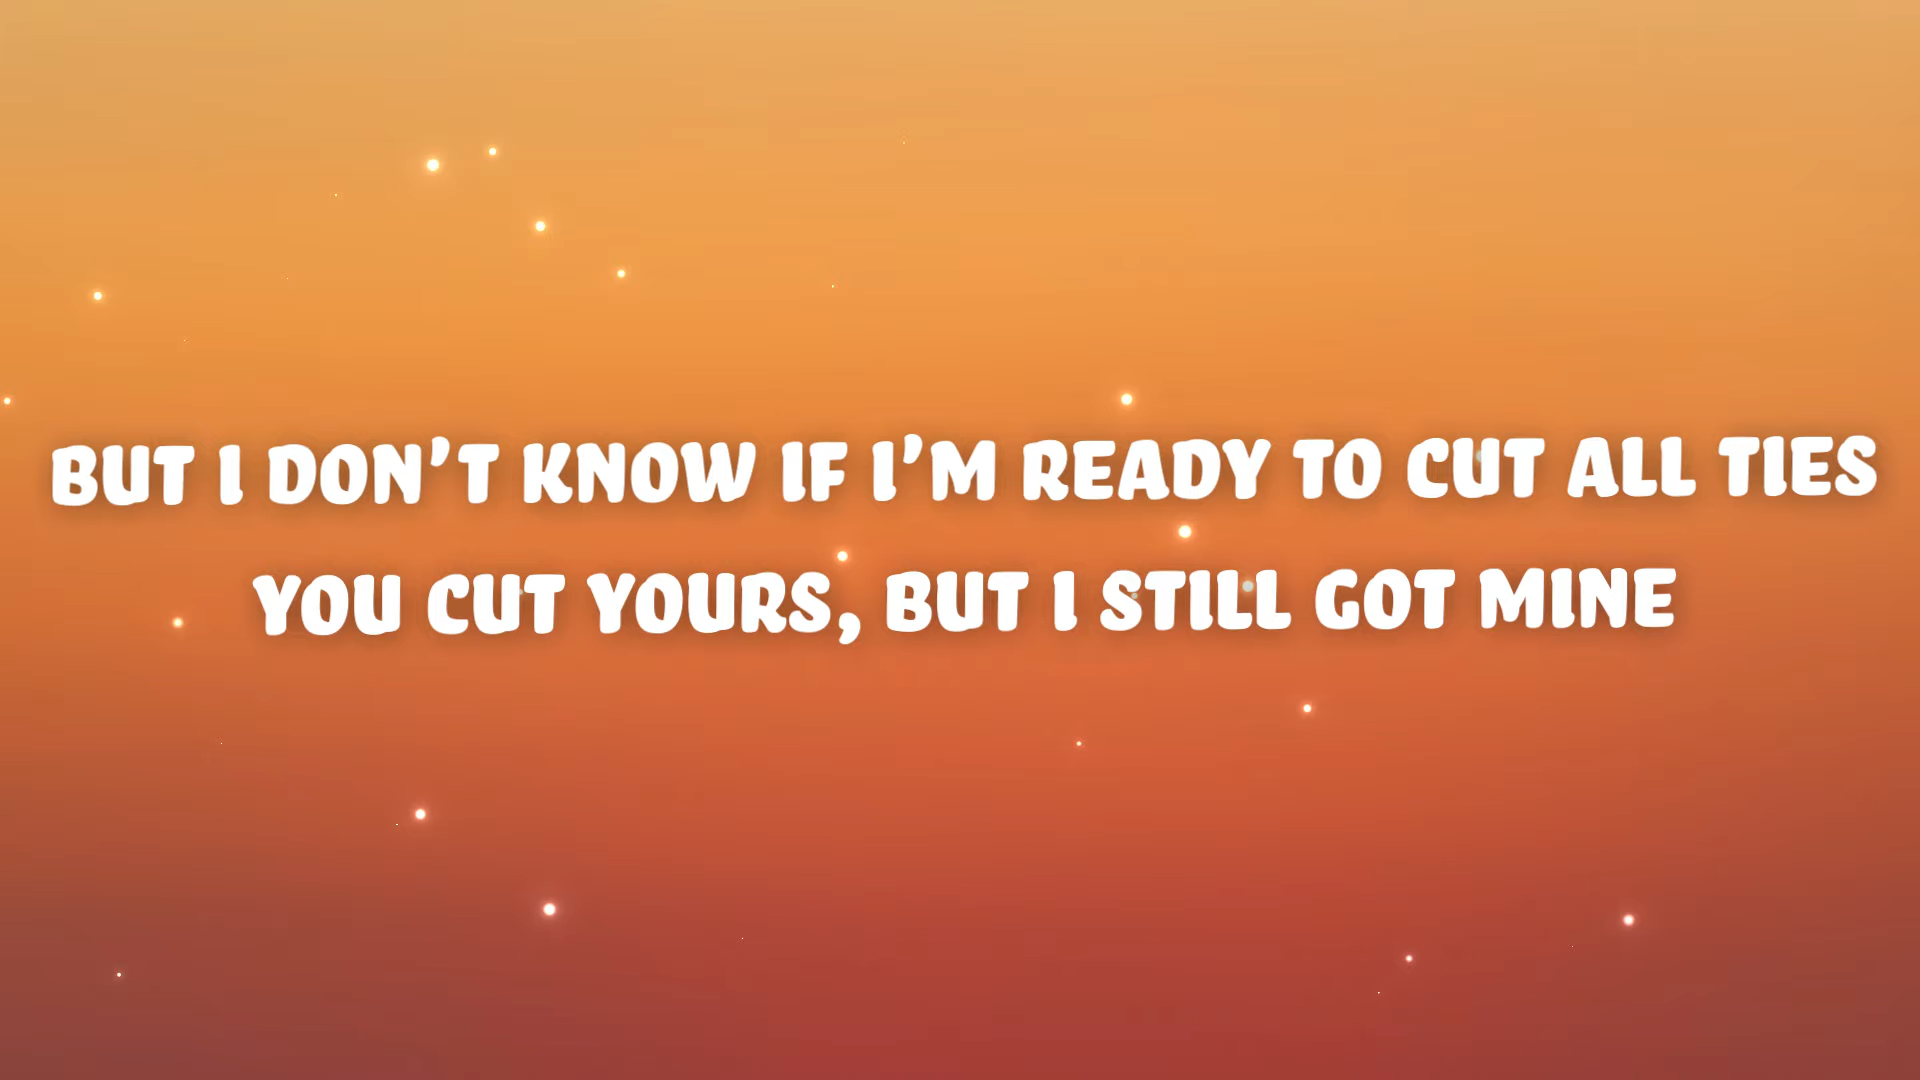 BUT I DON'T KNOW IF I'M READY TO CUT ALL TIES
YOU CUT YOURS, BUT I STILL GOT MINE